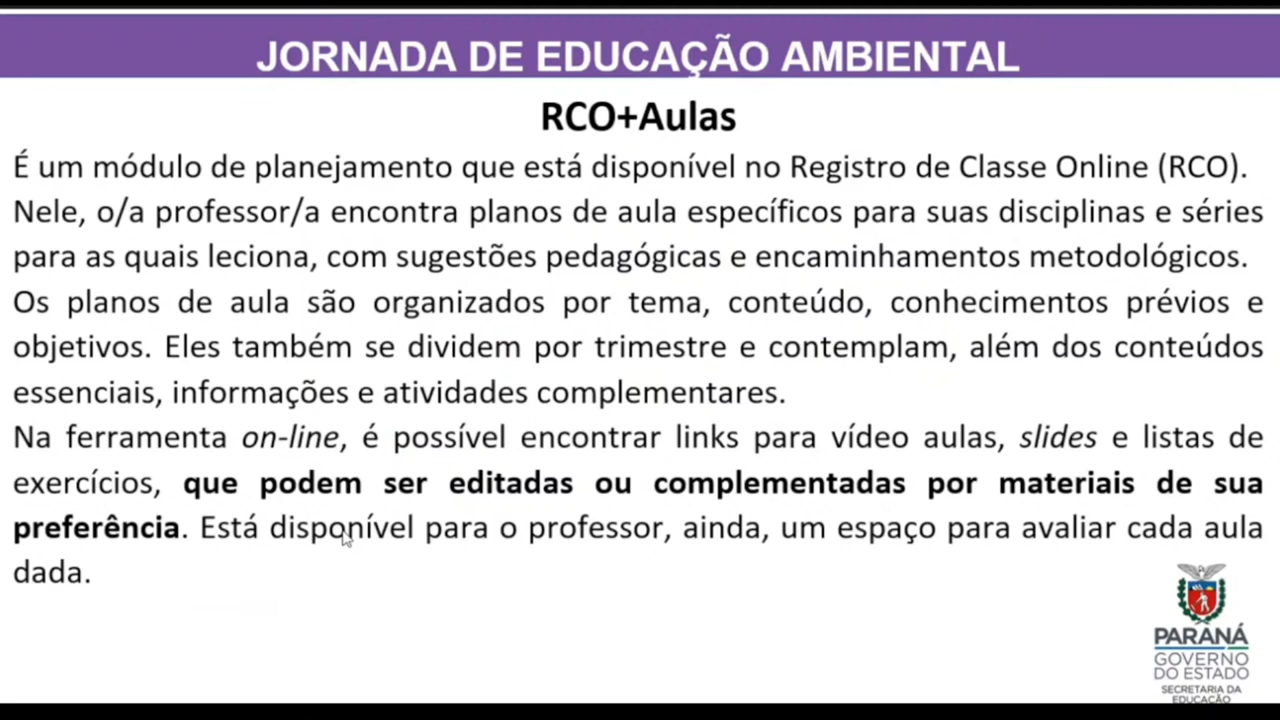 JORNADA DE EDUCAÇÃO AMBIENTAL
RCO+Aulas
É um módulo de planejamento que está disponível no Registro de Classe Online (RCO).
Nele, o/a professor/a encontra planos de aula específicos para suas disciplinas e séries
para as quais leciona, com sugestões pedagógicas e encaminhamentos metodológicos.
Os planos de aula são organizados por tema, conteúdo, conhecimentos prévios e
objetivos. Eles também se dividem por trimestre e contemplam, além dos conteúdos
essenciais, informações e atividades complementares.
Na ferramenta on-line, é possível encontrar links para vídeo aulas, slides e listas de
exercícios, que podem ser editadas ou complementadas por materiais de sua
preferência. Está disponível para o professor, ainda, um espaço para avaliar cada aula
dada.
PARANÁ
GOVERNO
DO ESTADO
SECRETARIA DA
EDUCAÇÃO